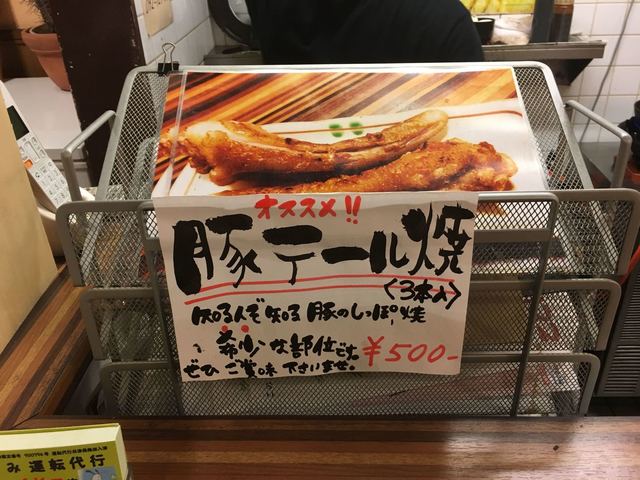 オススメ!!
豚テール焼
<3本入>
知る人ぞ知る豚のしっぽ焼
希少な部位です。
¥500-
ぜひご賞味下さいませ。
み運転代行